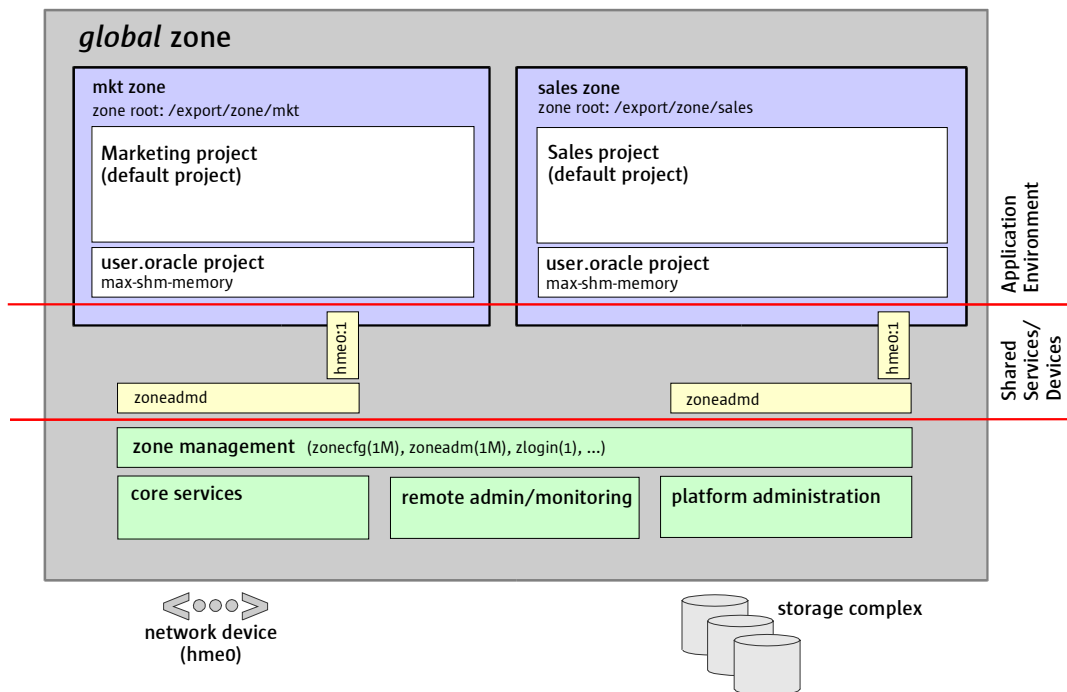 global zone
mkt zone
zone root: /export/zone/mkt
Marketing project
(default project)
user.oracle project
max-shm-memory
sales zone
zone root: /export/zone/sales
Sales project
(default project)
user.oracle project
max-shm-memory
Application
Environment
hme0:1
hme0:1
Shared
Services/
Devices
zoneadmd
zoneadmd
zone management (zonecfg(1M), zoneadm(1M), zlogin(1), ...)
core services
remote admin/monitoring
platform administration
network device
(hme0)
storage complex